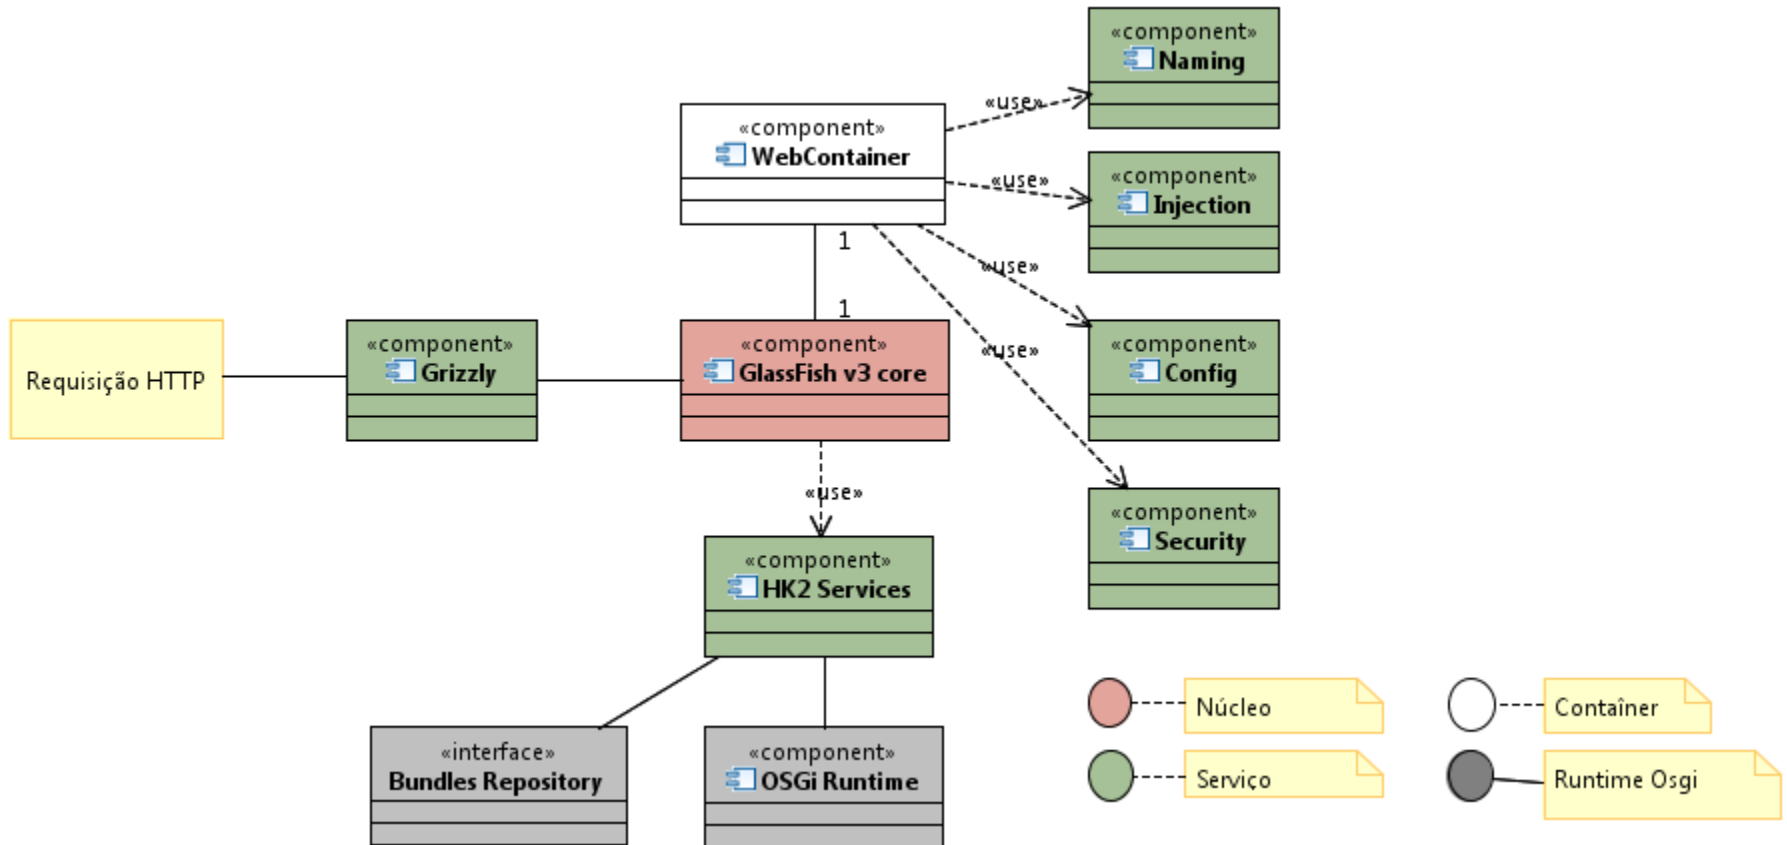 «component»
Naming
«use»
«component»
WebContainer
«use»
«component»
Injection
1
«use»
1
Requisição HTTP
«component»
Grizzly
«component»
GlassFish v3 core
«use»
«component»
Config
«use»
«component»
Security
«component»
HK2 Services
«interface»
Bundles Repository
«component»
OSGi Runtime
Núcleo
Contaîner
Serviço
Runtime Osgi